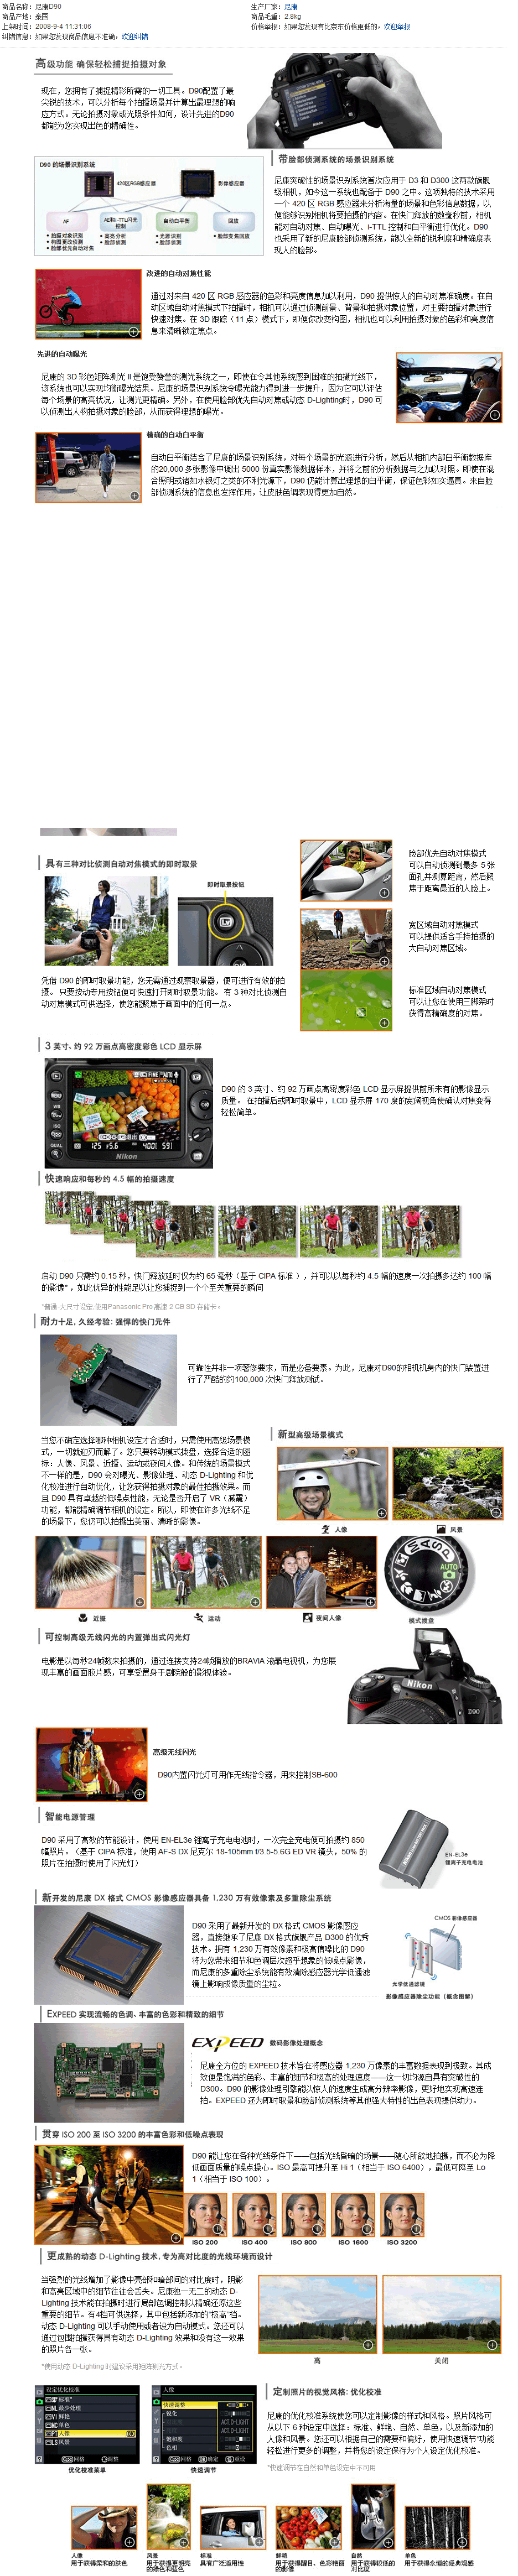 商品名称：尼康D90
生产厂家：尼康
商品产地：泰国
商品毛重：2.8kg
上架时间：2008-9-4 11:31:06
价格举报：如果您发现有比京东价格更低的，欢迎举报
纠错信息：如果您发现商品信息不准确，欢迎纠错
高级功能 确保轻松捕捉拍摄对象
现在，您拥有了捕捉精彩所需的一切工具。D90配置了最
尖锐的技术，可以分析每个拍摄场景并计算出最理想的响
应方式。无论拍摄对象或光照条件如何，设计先进的D90
都能为您实现出色的精确性。
D90 的场景识别系统
420区RGB感应器
影像感应器
AF
AE和i-TTL闪光
控制
自动白平衡
回放
• 拍摄对象识别
• 构图更改侦测
• 脸部优先自动对焦
• 高亮分析
• 脸部侦测
• 光源识别
• 脸部侦测
• 脸部变焦回放
带脸部侦测系统的场景识别系统
尼康突破性的场景识别系统首次应用于 D3 和 D300 这两款旗舰
级相机，如今这一系统也配备于 D90 之中。这项独特的技术采用
一个 420 区 RGB 感应器来分析海量的场景和色彩信息数据，以
便能够识别相机将要拍摄的内容。在快门释放的数毫秒前，相机
能对自动对焦、自动曝光、i-TTL 控制和白平衡进行优化。D90
也采用了新的尼康脸部侦测系统，能以全新的锐利度和精确度表
现人的脸部。
改进的自动对焦性能
通过对来自 420 区 RGB 感应器的色彩和亮度信息加以利用，D90 提供惊人的自动对焦准确度。在自
动区域自动对焦模式下拍摄时，相机可以通过侦测前景、背景和拍摄对象位置，对主要拍摄对象进行
快速对焦。在 3D 跟踪（11 点）模式下，即便你改变构图，相机也可以利用拍摄对象的色彩和亮度信
息来清晰锁定焦点。
先进的自动曝光
尼康的 3D 彩色矩阵测光 II 是饱受赞誉的测光系统之一，即使在令其他系统感到困难的拍摄光线下，
该系统也可以实现均衡曝光结果。尼康的场景识别系统令曝光能力得到进一步提升，因为它可以评估
每个场景的高亮状况，让测光更精确。另外，在使用脸部优先自动对焦或动态 D-Lighting时，D90 可
以侦测出人物拍摄对象的脸部，从而获得理想的曝光。
精确的自动白平衡
自动白平衡结合了尼康的场景识别系统，对每个场景的光源进行分析，然后从相机内部白平衡数据库
的20,000 多张影像中调出 5000 份真实影像数据样本，并将之前的分析数据与之加以对照。即使在混
合照明或诸如水银灯之类的不利光源下，D90 仍能计算出理想的白平衡，保证色彩如实逼真。来自脸
部侦测系统的信息也发挥作用，让皮肤色调表现得更加自然。
具有三种对比侦测自动对焦模式的即时取景
即时取景按钮
Lv
OK
凭借 D90 的即时取景功能，您无需通过观察取景器，便可进行有效的拍
摄。 只要按动专用按钮便可快速打开即时取景功能。 有 3 种对比侦测自
动对焦模式可供选择，使您能聚焦于画面中的任何一点。
脸部优先自动对焦模式
可以自动侦测到最多 5 张
面孔并测算距离，然后聚
焦于距离最近的人脸上。
宽区域自动对焦模式
可以提供适合手持拍摄的
大自动对焦区域。
标准区域自动对焦模式
可以让您在使用三脚架时
获得高精确度的对焦。
3 英寸、约 92 万画点高密度彩色 LCD 显示屏
Nikon
D90 的 3 英寸、约 92 万画点高密度彩色 LCD 显示屏提供前所未有的影像显示
质量。 在拍摄后或即时取景中，LCD 显示屏 170 度的宽阔视角使确认对焦变得
轻松简单。
快速响应和每秒约 4.5 幅的拍摄速度
启动 D90 只需约 0.15 秒，快门释放延时仅为约 65 毫秒（基于 CIPA 标准 ），并可以以每秒约 4.5 幅的速度一次拍摄多达约 100 幅
的影像*，如此优异的性能足以让您捕捉到一个个至关重要的瞬间
*普通-大尺寸设定,使用Panasonic Pro 高速 2 GB SD 存储卡。
耐力十足，久经考验：强悍的快门元件
可靠性并非一项奢侈要求，而是必备要素。为此，尼康对D90的相机机身内的快门装置进
行了严酷的约100,000 次快门释放测试。
新型高级场景模式
当您不确定选择哪种相机设定才合适时，只需使用高级场景模
式，一切就迎刃而解了。您只要转动模式拨盘，选择合适的图
标：人像、风景、近摄、运动或夜间人像。和传统的场景模式
不一样的是，D90 会对曝光、影像处理、动态 D-Lighting 和优
化校准进行自动优化，让您获得拍摄对象的最佳拍摄效果。而
且 D90 具有卓越的低噪点性能，无论是否开启了 VR（减震）
功能，都能精确调节相机的设定。所以，即使在许多光线不足
的场景下，您仍可以拍摄出美丽、清晰的影像。
人像
风景
近摄
运动
夜间人像
模式拨盘
可控制高级无线闪光的内置弹出式闪光灯
电影是以每秒24帧数来拍摄的，通过连接支持24帧播放的BRAVIA 液晶电视机，为您展
现丰富的画面胶片感，可享受置身于剧院般的影视体验。
Nikon
D90
高级无线闪光
D90内置闪光灯可用作无线指令器，用来控制SB-600
智能电源管理
D90 采用了高效的节能设计，使用 EN-EL3e 锂离子充电电池时，一次完全充电便可拍摄约 850
幅照片。（基于 CIPA 标准，使用 AF-S DX 尼克尔 18-105mm f/3.5-5.6G ED VR 镜头，50% 的
照片在拍摄时使用了闪光灯）
EN-EL3e
锂离子充电电池
新开发的尼康 DX 格式 CMOS 影像感应器具备 1,230 万有效像素及多重除尘系统
D90 采用了最新开发的 DX 格式 CMOS 影像感应
器，直接继承了尼康 DX 格式旗舰产品 D300 的优秀
技术。拥有 1,230 万有效像素和极高信噪比的 D90
将为您带来细节和色调层次超乎想象的低噪点影像，
而尼康的多重除尘系统能有效清除感应器光学低通滤
镜上影响成像质量的尘粒。
CMOS 影像感应器
光学低通滤镜
影像感应器除尘功能（概念图解）
EXPEED 实现流畅的色调、丰富的色彩和精致的细节
EXPEED 数码影像处理概念
尼康全方位的 EXPEED 技术旨在将感应器 1,230 万像素的丰富数据表现到极致。其成
效便是饱满的色彩、丰富的细节和极高的处理速度——这一切均源自具有突破性的
D300。D90 的影像处理引擎能以惊人的速度生成高分辨率影像，更好地实现高速连
拍。EXPEED 还为即时取景和脸部侦测系统等其他强大特性的出色表现提供动力。
贯穿 ISO 200 至 ISO 3200 的丰富色彩和低噪点表现
D90 能让您在各种光线条件下——包括光线昏暗的场景——随心所欲地拍摄，而不必为降
低画面质量的噪点操心。ISO 最高可提升至 Hi 1（相当于 ISO 6400），最低可降至 Lo
1（相当于 ISO 100）。
ISO 200
ISO 400
ISO 800
ISO 1600
ISO 3200
更成熟的动态 D-Lighting 技术，专为高对比度的光线环境而设计
当强烈的光线增加了影像中亮部和暗部间的对比度时，阴影
和高亮区域中的细节往往会丢失。尼康独一无二的动态 D-
Lighting 技术能在拍摄时进行局部色调控制以精确还原这些
重要的细节。有4档可供选择，其中包括新添加的“极高”档。
动态 D-Lighting 可以手动使用或者设为自动模式。您还可以
通过包围拍摄获得具有动态 D-Lighting 效果和没有这一效果
的照片各一张。
*使用动态 D-Lighting 时建议采用矩阵测光方式。
高
关闭
定制照片的视觉风格：优化校准
设定优化校准
标准*
最少处理
鲜艳
单色
人像
风景
网格
调整
优化校准菜单
人像
快速调整
锐化
饱和度
色相
网格
确定
重设
快速调节
尼康的优化校准系统使您可以定制影像的样式和风格。照片风格可
从以下 6 种设定中选择：标准、鲜艳、自然、单色，以及新添加的
人像和风景。您还可以根据自己的需要和偏好，使用快速调节*功能
轻松进行更多的调整，并将您的设定保存为个人设定优化校准。
*快速调节在自然和单色设定中不可用
人像
用于获得柔和的肤色
风景
用于获得更明亮
的绿色和蓝色
标准
具有广泛适用性
鲜艳
用于获得醒目、色彩艳丽
的影像
自然
用于获得较低的
对比度
单色
用于获得永恒的经典观感